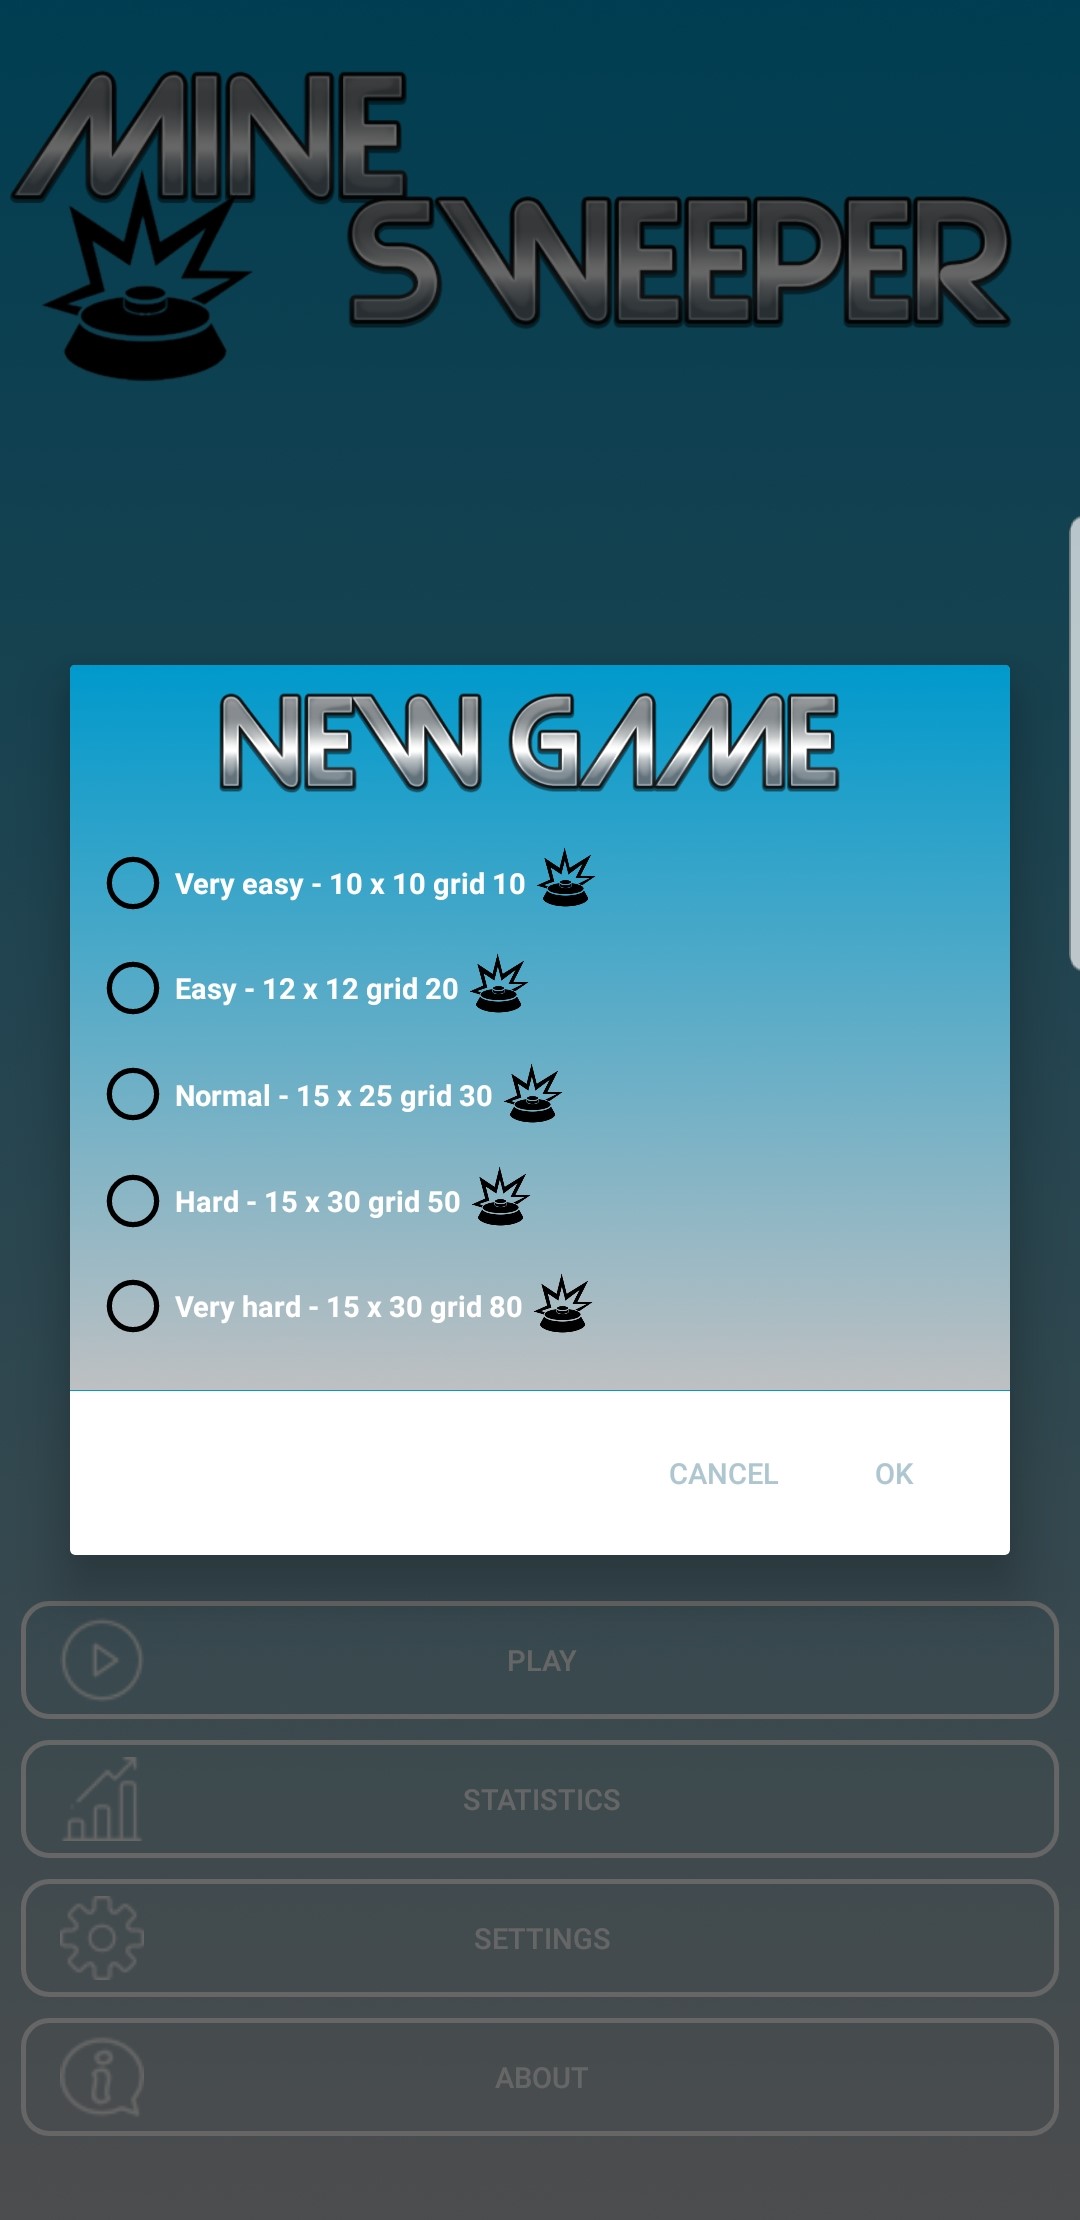 MINE
SWEEPER
NEW GAME
Very easy - 10 x 10 grid 10
Easy - 12 x 12 grid 20
Normal - 15 x 25 grid 30
Hard - 15 x 30 grid 50
Very hard - 15 x 30 grid 80
CANCEL OK
PLAY
STATISTICS
SETTINGS
ABOUT